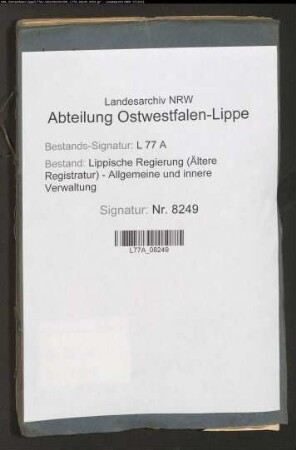 Landesarchiv NRW
Abteilung Ostwestfalen-Lippe
Bestands-Signatur: L 77 A
Bestand: Lippische Regierung (Ältere
Registratur) - Allgemeine und innere
Verwaltung
Signatur: Nr. 8249
L77A_08249